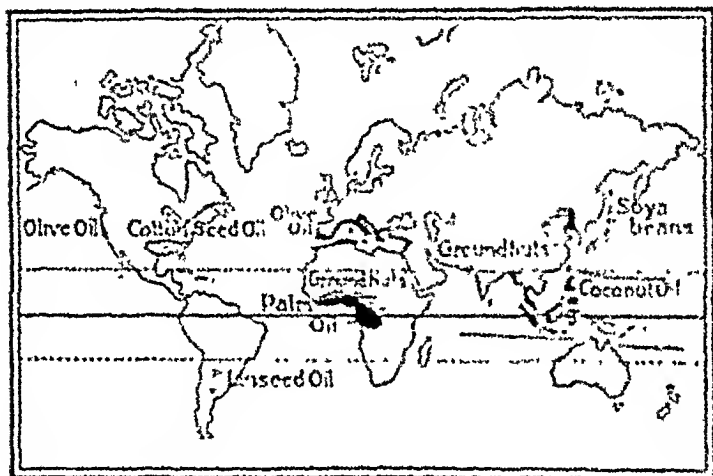 Olive Oil
Cotton Seed Oil
Olive
Oil
Soya
beans
Groundnuts
Groundnuts
Coconut Oil
Palm
Oil
Linseed Oil